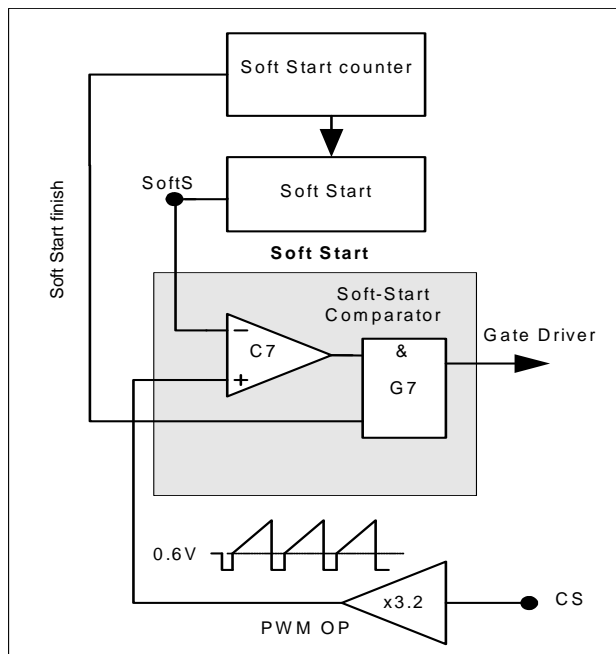 Soft Start counter
Soft Start finish
SoftS
Soft Start
Soft Start
Soft-Start
Comparator
Gate Driver
−
C7
+
&
G7
0.6V
x3.2
CS
PWM OP